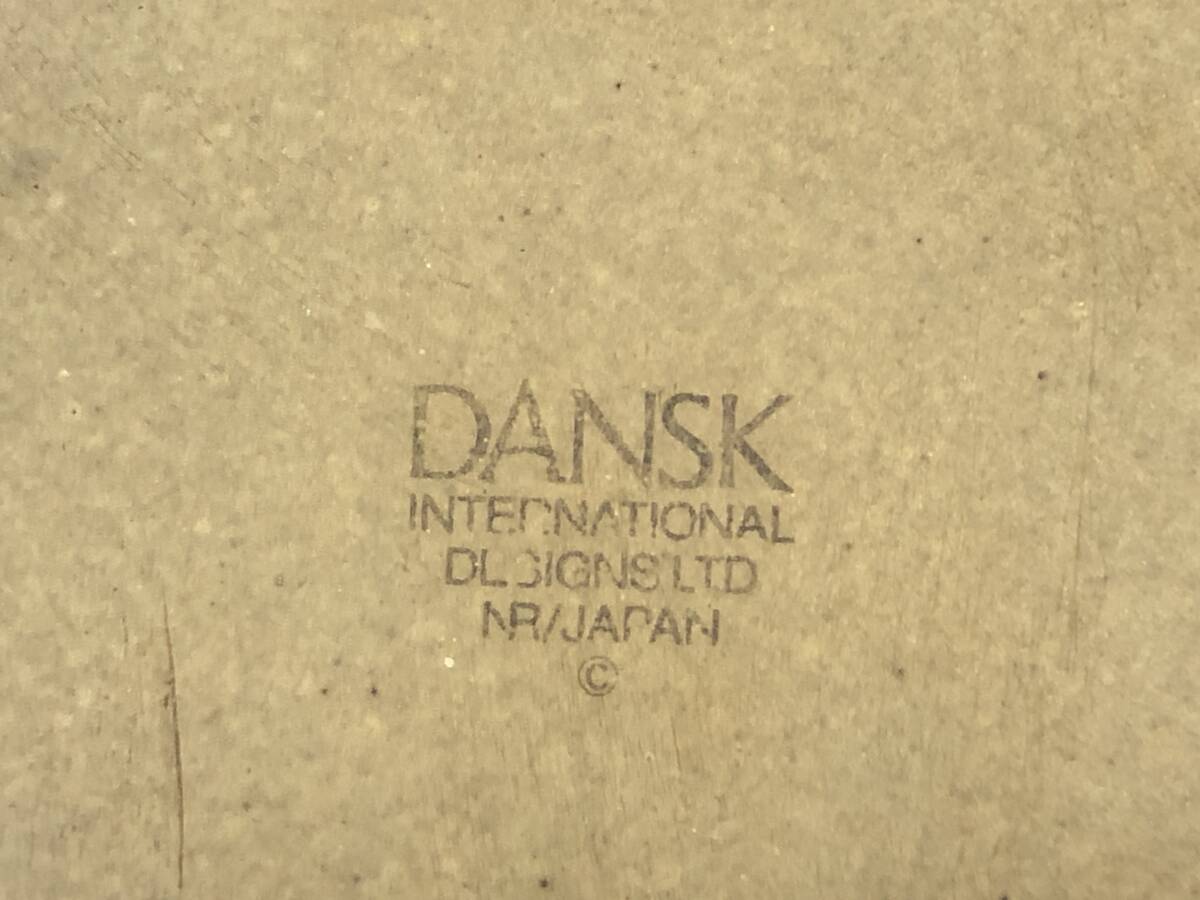 DANSK
INTERNATIONAL
DESIGNS LTD
NR/JAPAN
©